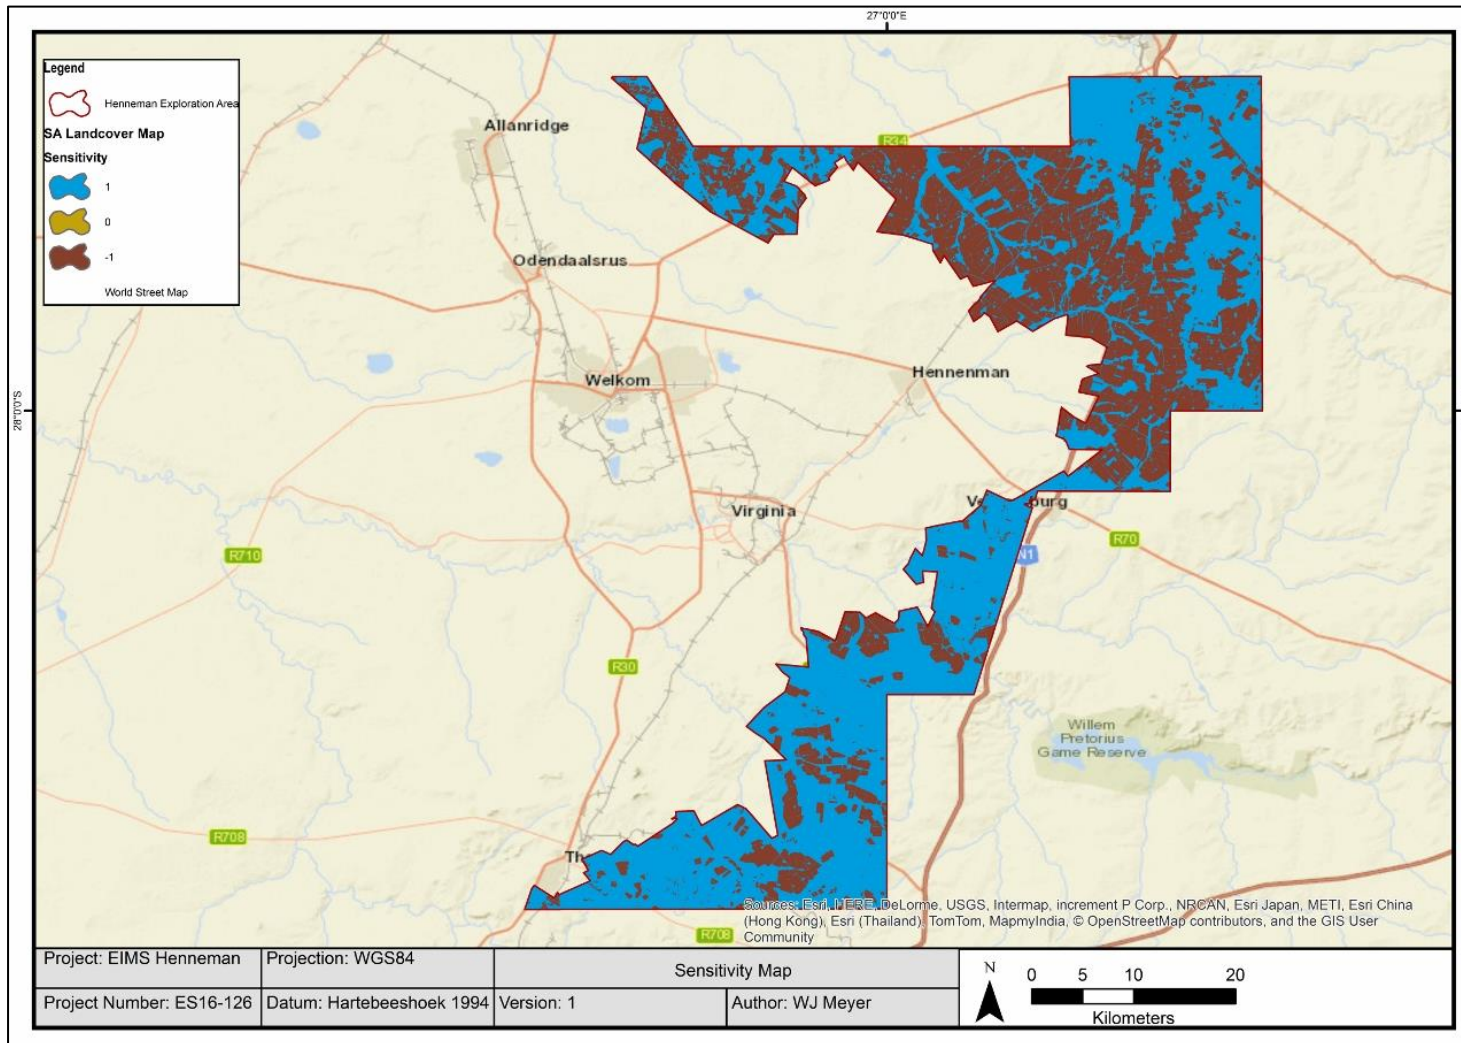 27°0'0"E
Legend
Henneman Exploration Area
SA Landcover Map
Sensitivity
1
0
-1
World Street Map
Allanridge
R34
Odendaalsrus
Welkom
Hennenman
28°0'0"S
Virginia
burg
R710
R70
N1
R30
Willem
Pretorius
Game Reserve
R708
Th
Sources: Esri, HERE, DeLorme, USGS, Intermap, increment P Corp., NRCAN, Esri Japan, METI, Esri China
(Hong Kong), Esri (Thailand), TomTom, MapmyIndia, © OpenStreetMap contributors, and the GIS User
Community
R708
Project: EIMS Henneman
Projection: WGS84
Sensitivity Map
Project Number: ES16-126
Datum: Hartebeeshoek 1994
Version: 1
Author: WJ Meyer
N
0 5 10 20
Kilometers